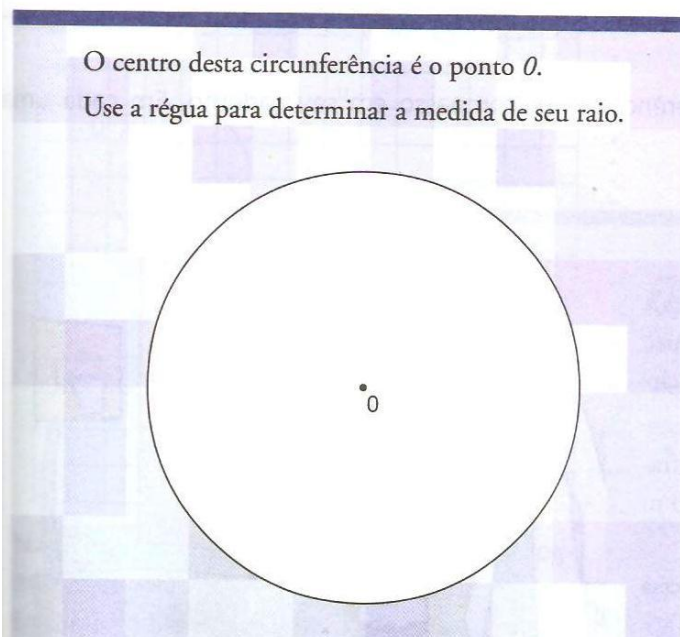 O centro desta circunferência é o ponto 0.
Use a régua para determinar a medida de seu raio.
0